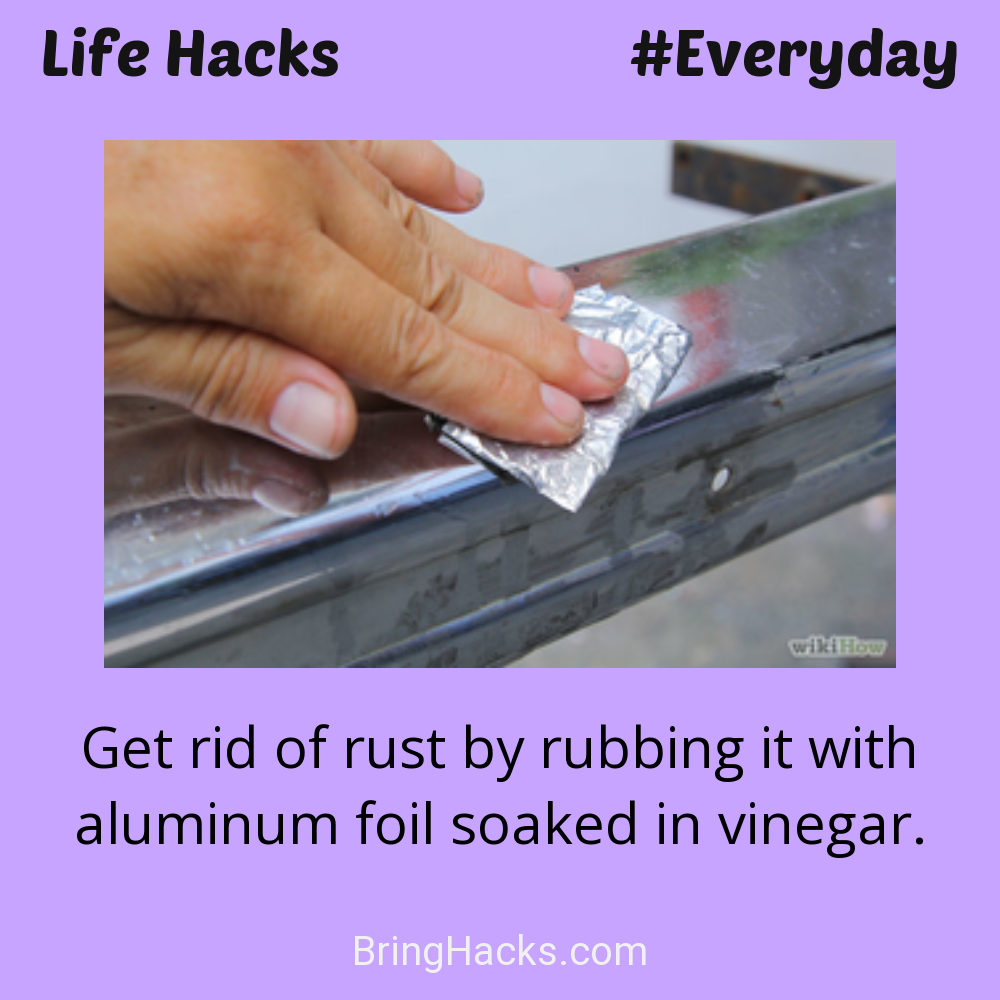 Life Hacks #Everyday
wikiHow
Get rid of rust by rubbing it with
aluminum foil soaked in vinegar.
BringHacks.com